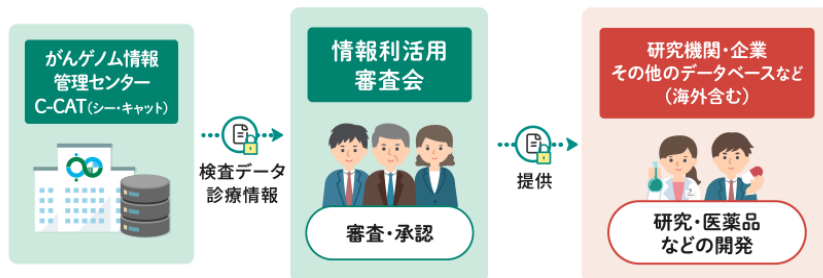 がんゲノム情報
管理センター
C-CAT(シー・キャット)
検査データ
診療情報
情報利活用
審査会
審査・承認
提供
研究機関・企業
その他のデータベースなど
(海外含む)
研究・医薬品
などの開発